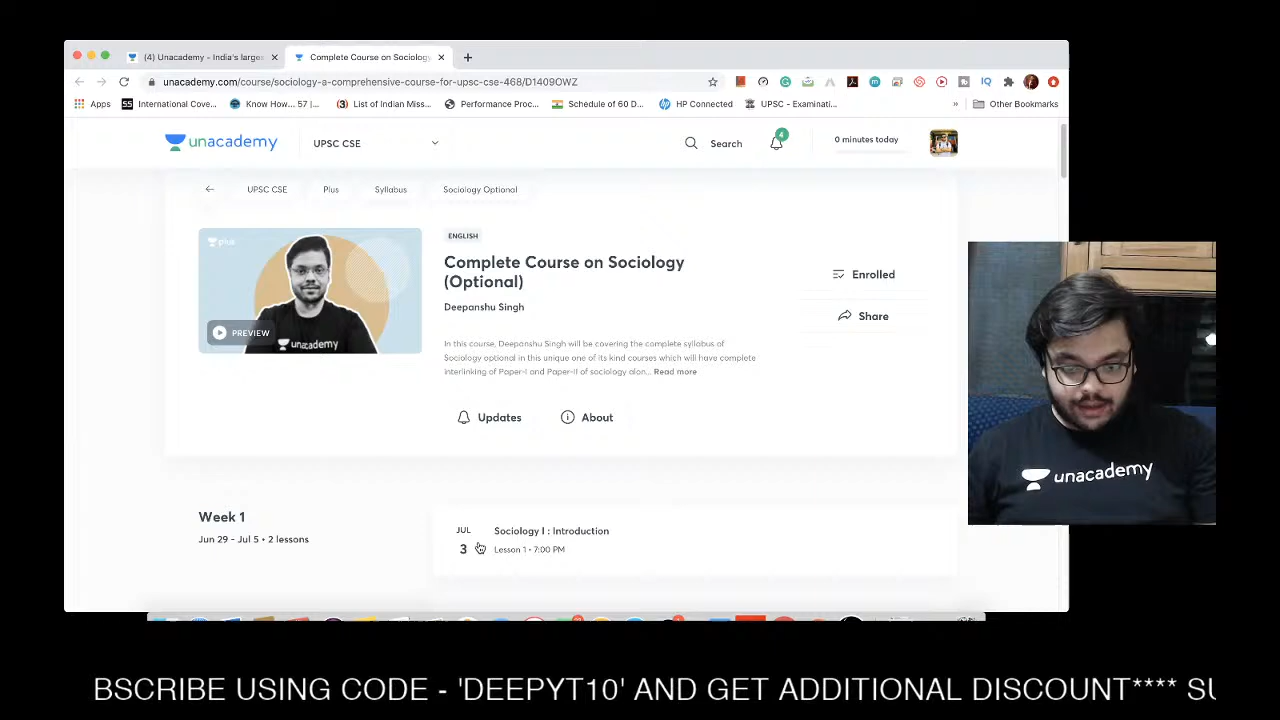 (4) Unacademy - India's larges
Complete Course on Sociology
unacademy.com/course/sociology-a-comprehensive-course-for-upsc-cse-468/D1409OWZ
Apps
International Cove...
Know How... 57 |...
List of Indian Miss...
Performance Proc...
Schedule of 60 D...
HP Connected
UPSC - Examinati...
» Other Bookmarks
unacademy
UPSC CSE
Search
4
0 minutes today
UPSC CSE
Plus
Syllabus
Sociology Optional
plus
PREVIEW
unacademy
ENGLISH
Complete Course on Sociology
(Optional)
Deepanshu Singh
In this course, Deepanshu Singh will be covering the complete syllabus of
Sociology optional in this unique one of its kind courses which will have complete
interlinking of Paper-I and Paper-II of sociology alon... Read more
Updates
About
Enrolled
Share
unacademy
Week 1
Jun 29 - Jul 5 • 2 lessons
JUL
3
Sociology I : Introduction
Lesson 1 • 7:00 PM
BSCRIBE USING CODE - 'DEEPYT10' AND GET ADDITIONAL DISCOUNT**** SU